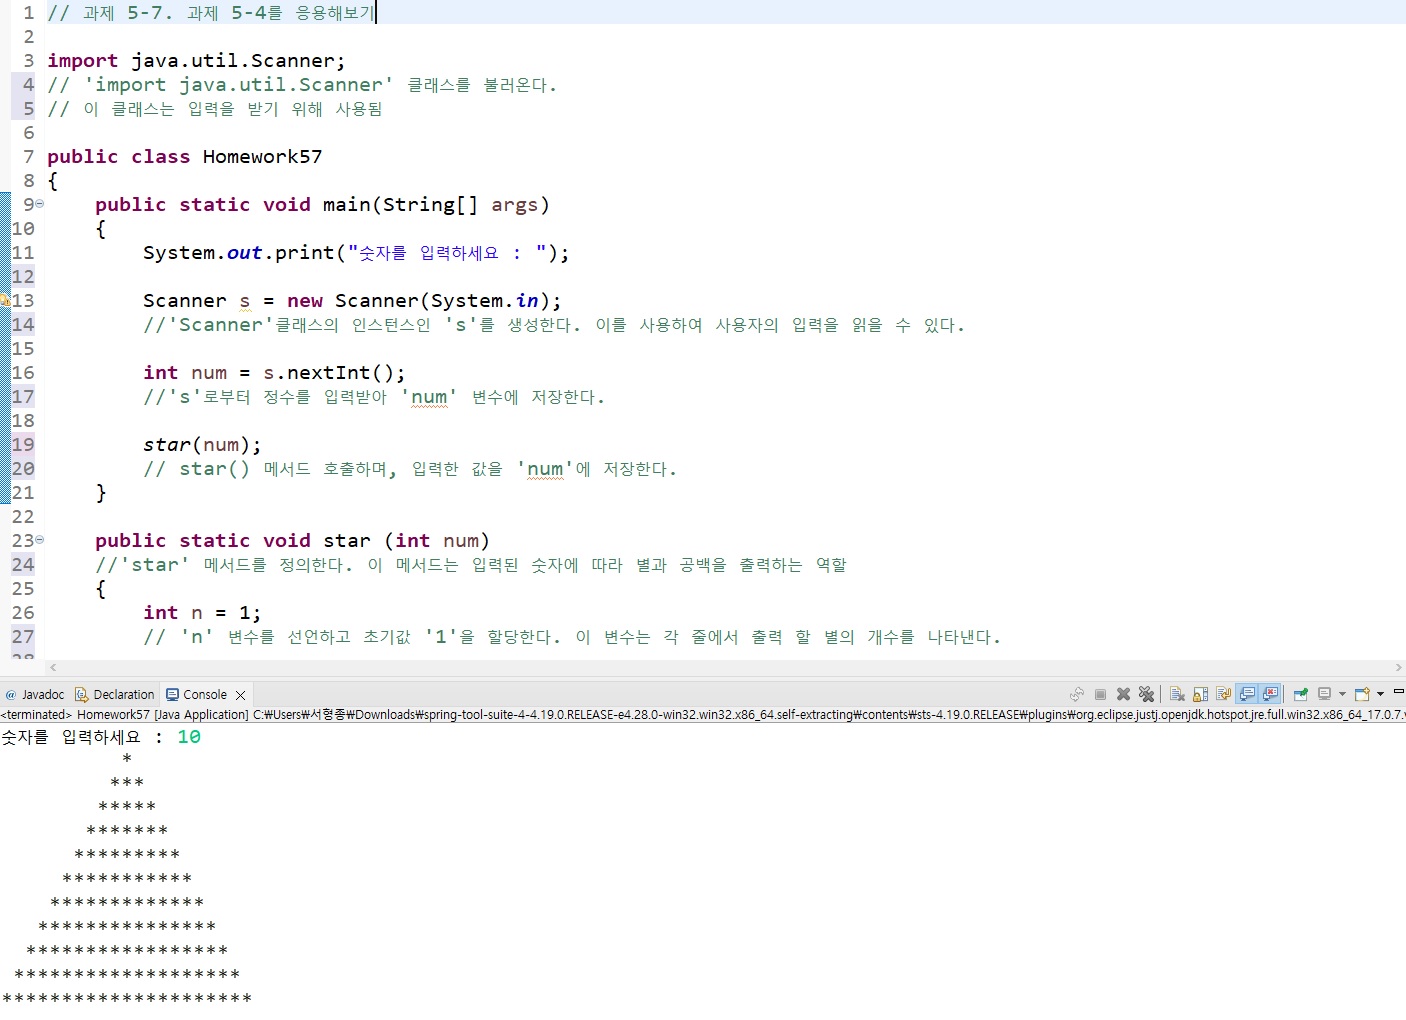 1 // 과제 5-7. 과제 5-4를 응용해보기
2
3 import java.util.Scanner;
4 // 'import java.util.Scanner' 클래스를 불러온다.
5 // 이 클래스는 입력을 받기 위해 사용됨
6
7 public class Homework57
8 {
9 public static void main(String[] args)
10 {
11 System.out.print("숫자를 입력하세요 : ");
12
13 Scanner s = new Scanner(System.in);
14 //'Scanner'클래스의 인스턴스인 's'를 생성한다. 이를 사용하여 사용자의 입력을 읽을 수 있다.
15
16 int num = s.nextInt();
17 //'s'로부터 정수를 입력받아 'num' 변수에 저장한다.
18
19 star(num);
20 // star() 메서드 호출하며, 입력한 값을 'num'에 저장한다.
21 }
22
23 public static void star (int num)
24 //'star' 메서드를 정의한다. 이 메서드는 입력된 숫자에 따라 별과 공백을 출력하는 역할
25 {
26 int n = 1;
27 // 'n' 변수를 선언하고 초기값 '1'을 할당한다. 이 변수는 각 줄에서 출력 할 별의 개수를 나타낸다.
@ Javadoc Declaration Console
<terminated> Homework57 [Java Application] C:₩Users₩서형종₩Downloads₩spring-tool-suite-4-4.19.0.RELEASE-e4.28.0-win32.win32.x86_64.self-extracting₩contents₩sts-4.19.0.RELEASE₩plugins₩org.eclipse.justj.openjdk.hotspot.jre.full.win32.x86_64_17.0.7.
숫자를 입력하세요 : 10
*
***
*****
*******
*********
***********
*************
***************
*****************
*******************
*********************